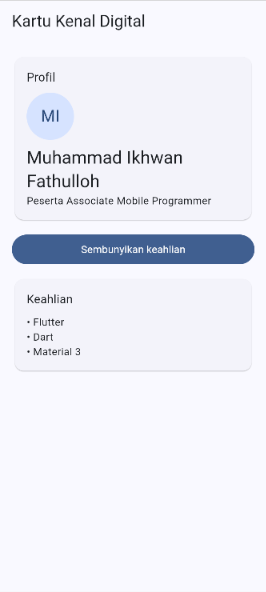 Kartu Kenal Digital
Profil
MI
Muhammad Ikhwan
Fathulloh
Peserta Associate Mobile Programmer
Sembunyikan keahlian
Keahlian
• Flutter
• Dart
• Material 3